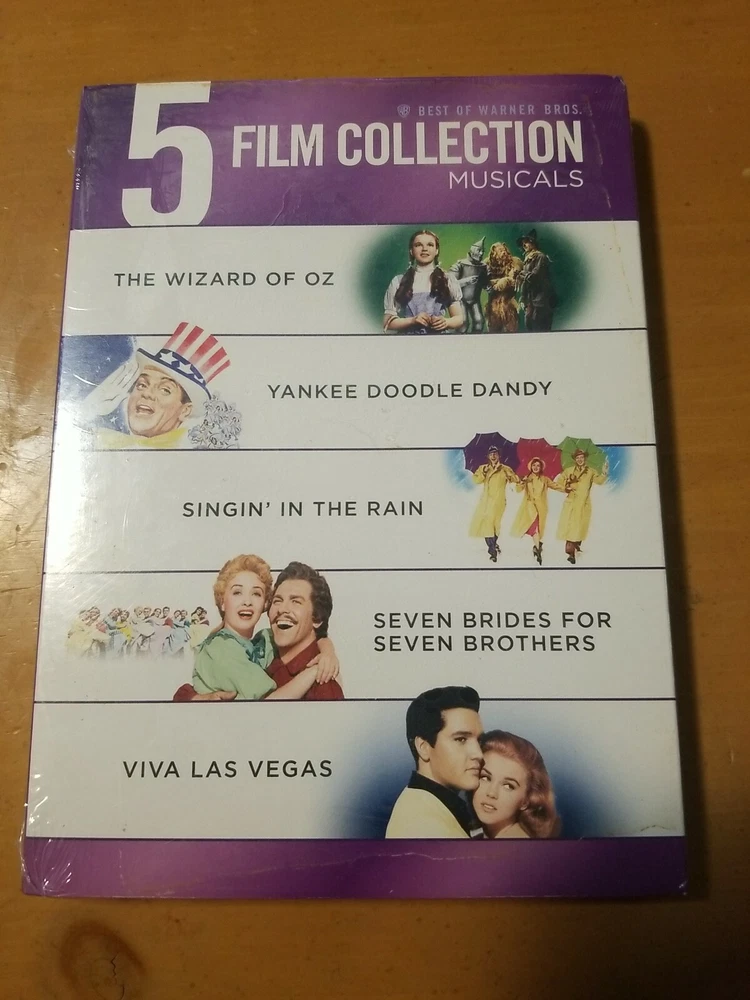 5
BEST OF WARNER BROS.
FILM COLLECTION
MUSICALS
THE WIZARD OF OZ
YANKEE DOODLE DANDY
SINGIN' IN THE RAIN
SEVEN BRIDES FOR
SEVEN BROTHERS
VIVA LAS VEGAS